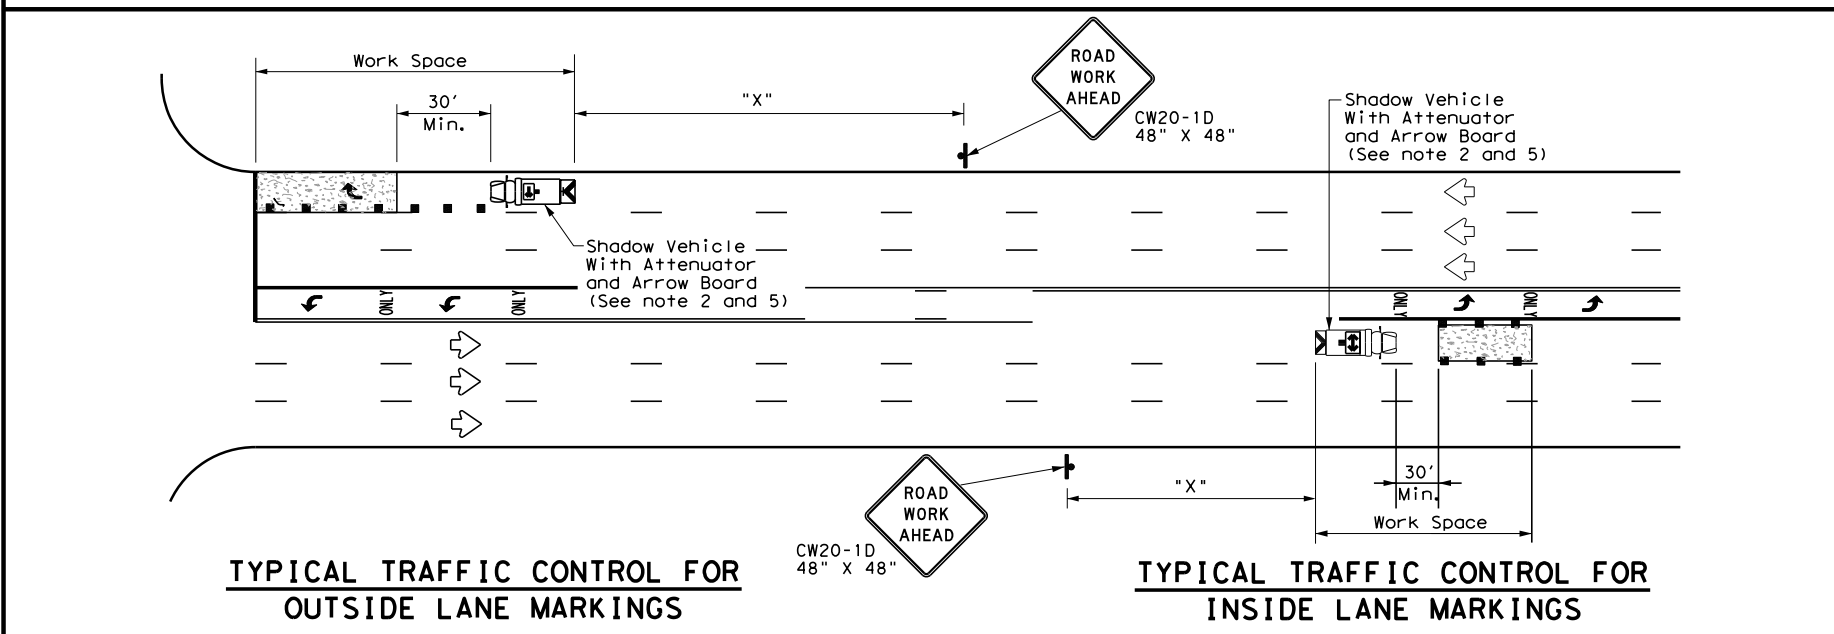 Work Space
30'
Min.
"X"
ROAD
WORK
AHEAD
CW20-1D
48" X 48"
Shadow Vehicle
With Attenuator
and Arrow Board
(See note 2 and 5)
Shadow Vehicle
With Attenuator
and Arrow Board
(See note 2 and 5)
ONLY
ONLY
ONLY
ONLY
ROAD
WORK
AHEAD
CW20-1D
48" X 48"
"X"
30'
Min.
Work Space
TYPICAL TRAFFIC CONTROL FOR
OUTSIDE LANE MARKINGS
TYPICAL TRAFFIC CONTROL FOR
INSIDE LANE MARKINGS